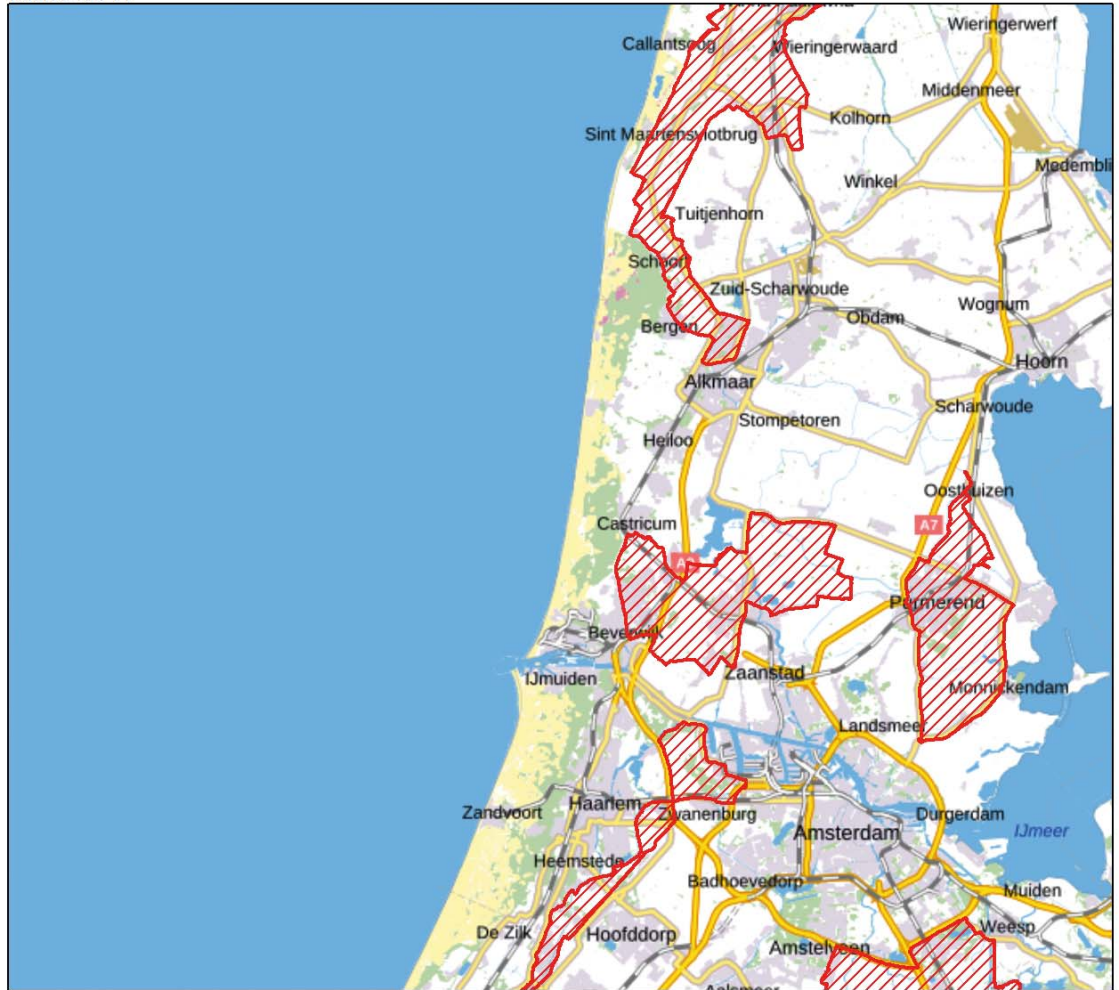 Wieringerwerf
Callantsoog
Wieringerwaard
Middenmeer
Kolhorn
Sint Maartensvlotbrug
Medembli
Winkel
Tuitjenhorn
Schoorl
Zuid-Scharwoude
Wognum
Obdam
Bergen
Hoorn
Alkmaar
Scharwoude
Stompetoren
Heiloo
Oosthuizen
Castricum
A7
A9
Purmerend
Beverwijk
Zaanstad
IJmuiden
Monnickendam
Landsmeer
Haarlem
Zandvoort
Zwanenburg
Durgerdam
Amsterdam
IJmeer
Heemstede
Badhoevedorp
Muiden
Weesp
De Zilk
Hoofddorp
Amstelveen
Aalsmeer